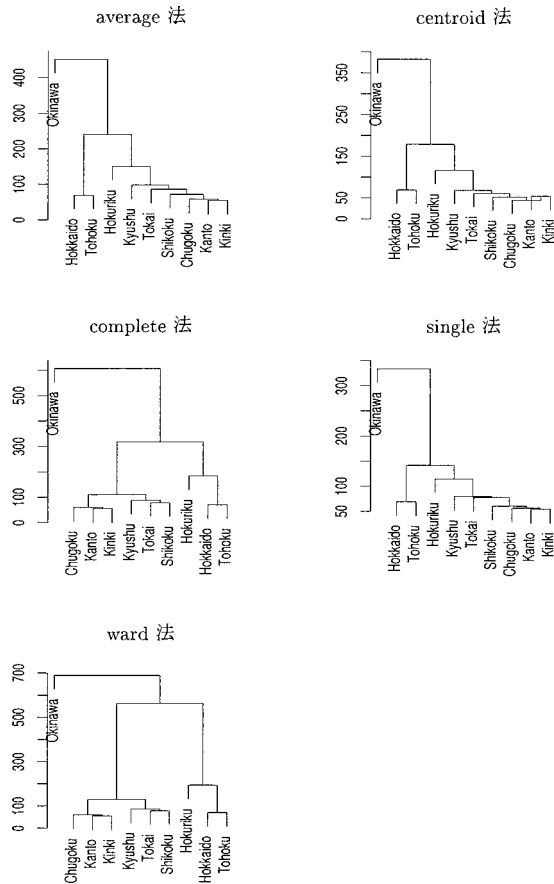 average 法
400
300
200
100
0
Okinawa
Hokkaido
Tohoku
Hokuriku
Kyushu
Tokai
Shikoku
Chugoku
Kanto
Kinki
centroid 法
350
250
150
50
0
Okinawa
Hokkaido
Tohoku
Hokuriku
Kyushu
Tokai
Shikoku
Chugoku
Kanto
Kinki
complete 法
500
300
100
0
Okinawa
Chugoku
Kanto
Kinki
Kyushu
Tokai
Shikoku
Hokuriku
Hokkaido
Tohoku
single 法
300
200
100
50
Okinawa
Hokkaido
Tohoku
Hokuriku
Kyushu
Tokai
Shikoku
Chugoku
Kanto
Kinki
ward 法
700
500
300
100
0
Okinawa
Chugoku
Kanto
Kinki
Kyushu
Tokai
Shikoku
Hokuriku
Hokkaido
Tohoku